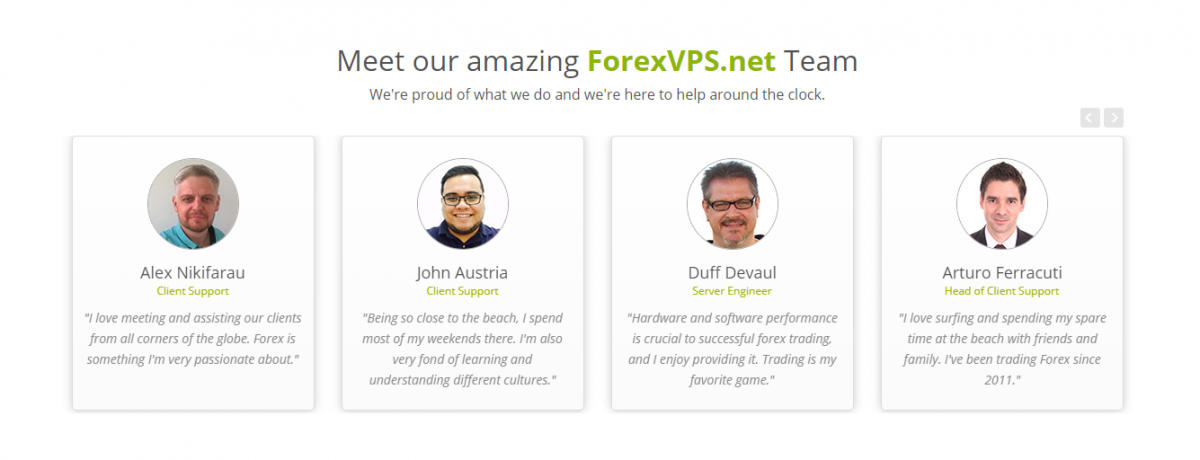 Meet our amazing ForexVPS.net Team
We're proud of what we do and we're here to help around the clock.
Alex Nikifarau
Client Support
"I love meeting and assisting our clients
from all corners of the globe. Forex is
something I'm very passionate about."
John Austria
Client Support
"Being so close to the beach, I spend
most of my weekends there. I'm also
very fond of learning and
understanding different cultures."
Duff Devaul
Server Engineer
"Hardware and software performance
is crucial to successful forex trading,
and I enjoy providing it. Trading is my
favorite game."
Arturo Ferracuti
Head of Client Support
"I love surfing and spending my spare
time at the beach with friends and
family. I've been trading Forex since
2011."